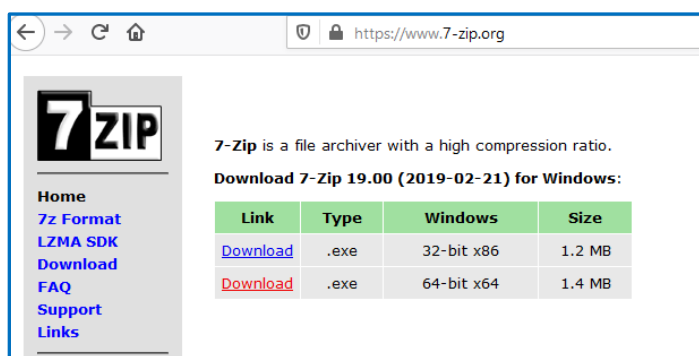 https://www.7-zip.org
7 ZIP
Home
7z Format
LZMA SDK
Download
FAQ
Support
Links
7-Zip is a file archiver with a high compression ratio.
Download 7-Zip 19.00 (2019-02-21) for Windows:
Link Type Windows Size
Download .exe 32-bit x86 1.2 MB
Download .exe 64-bit x64 1.4 MB